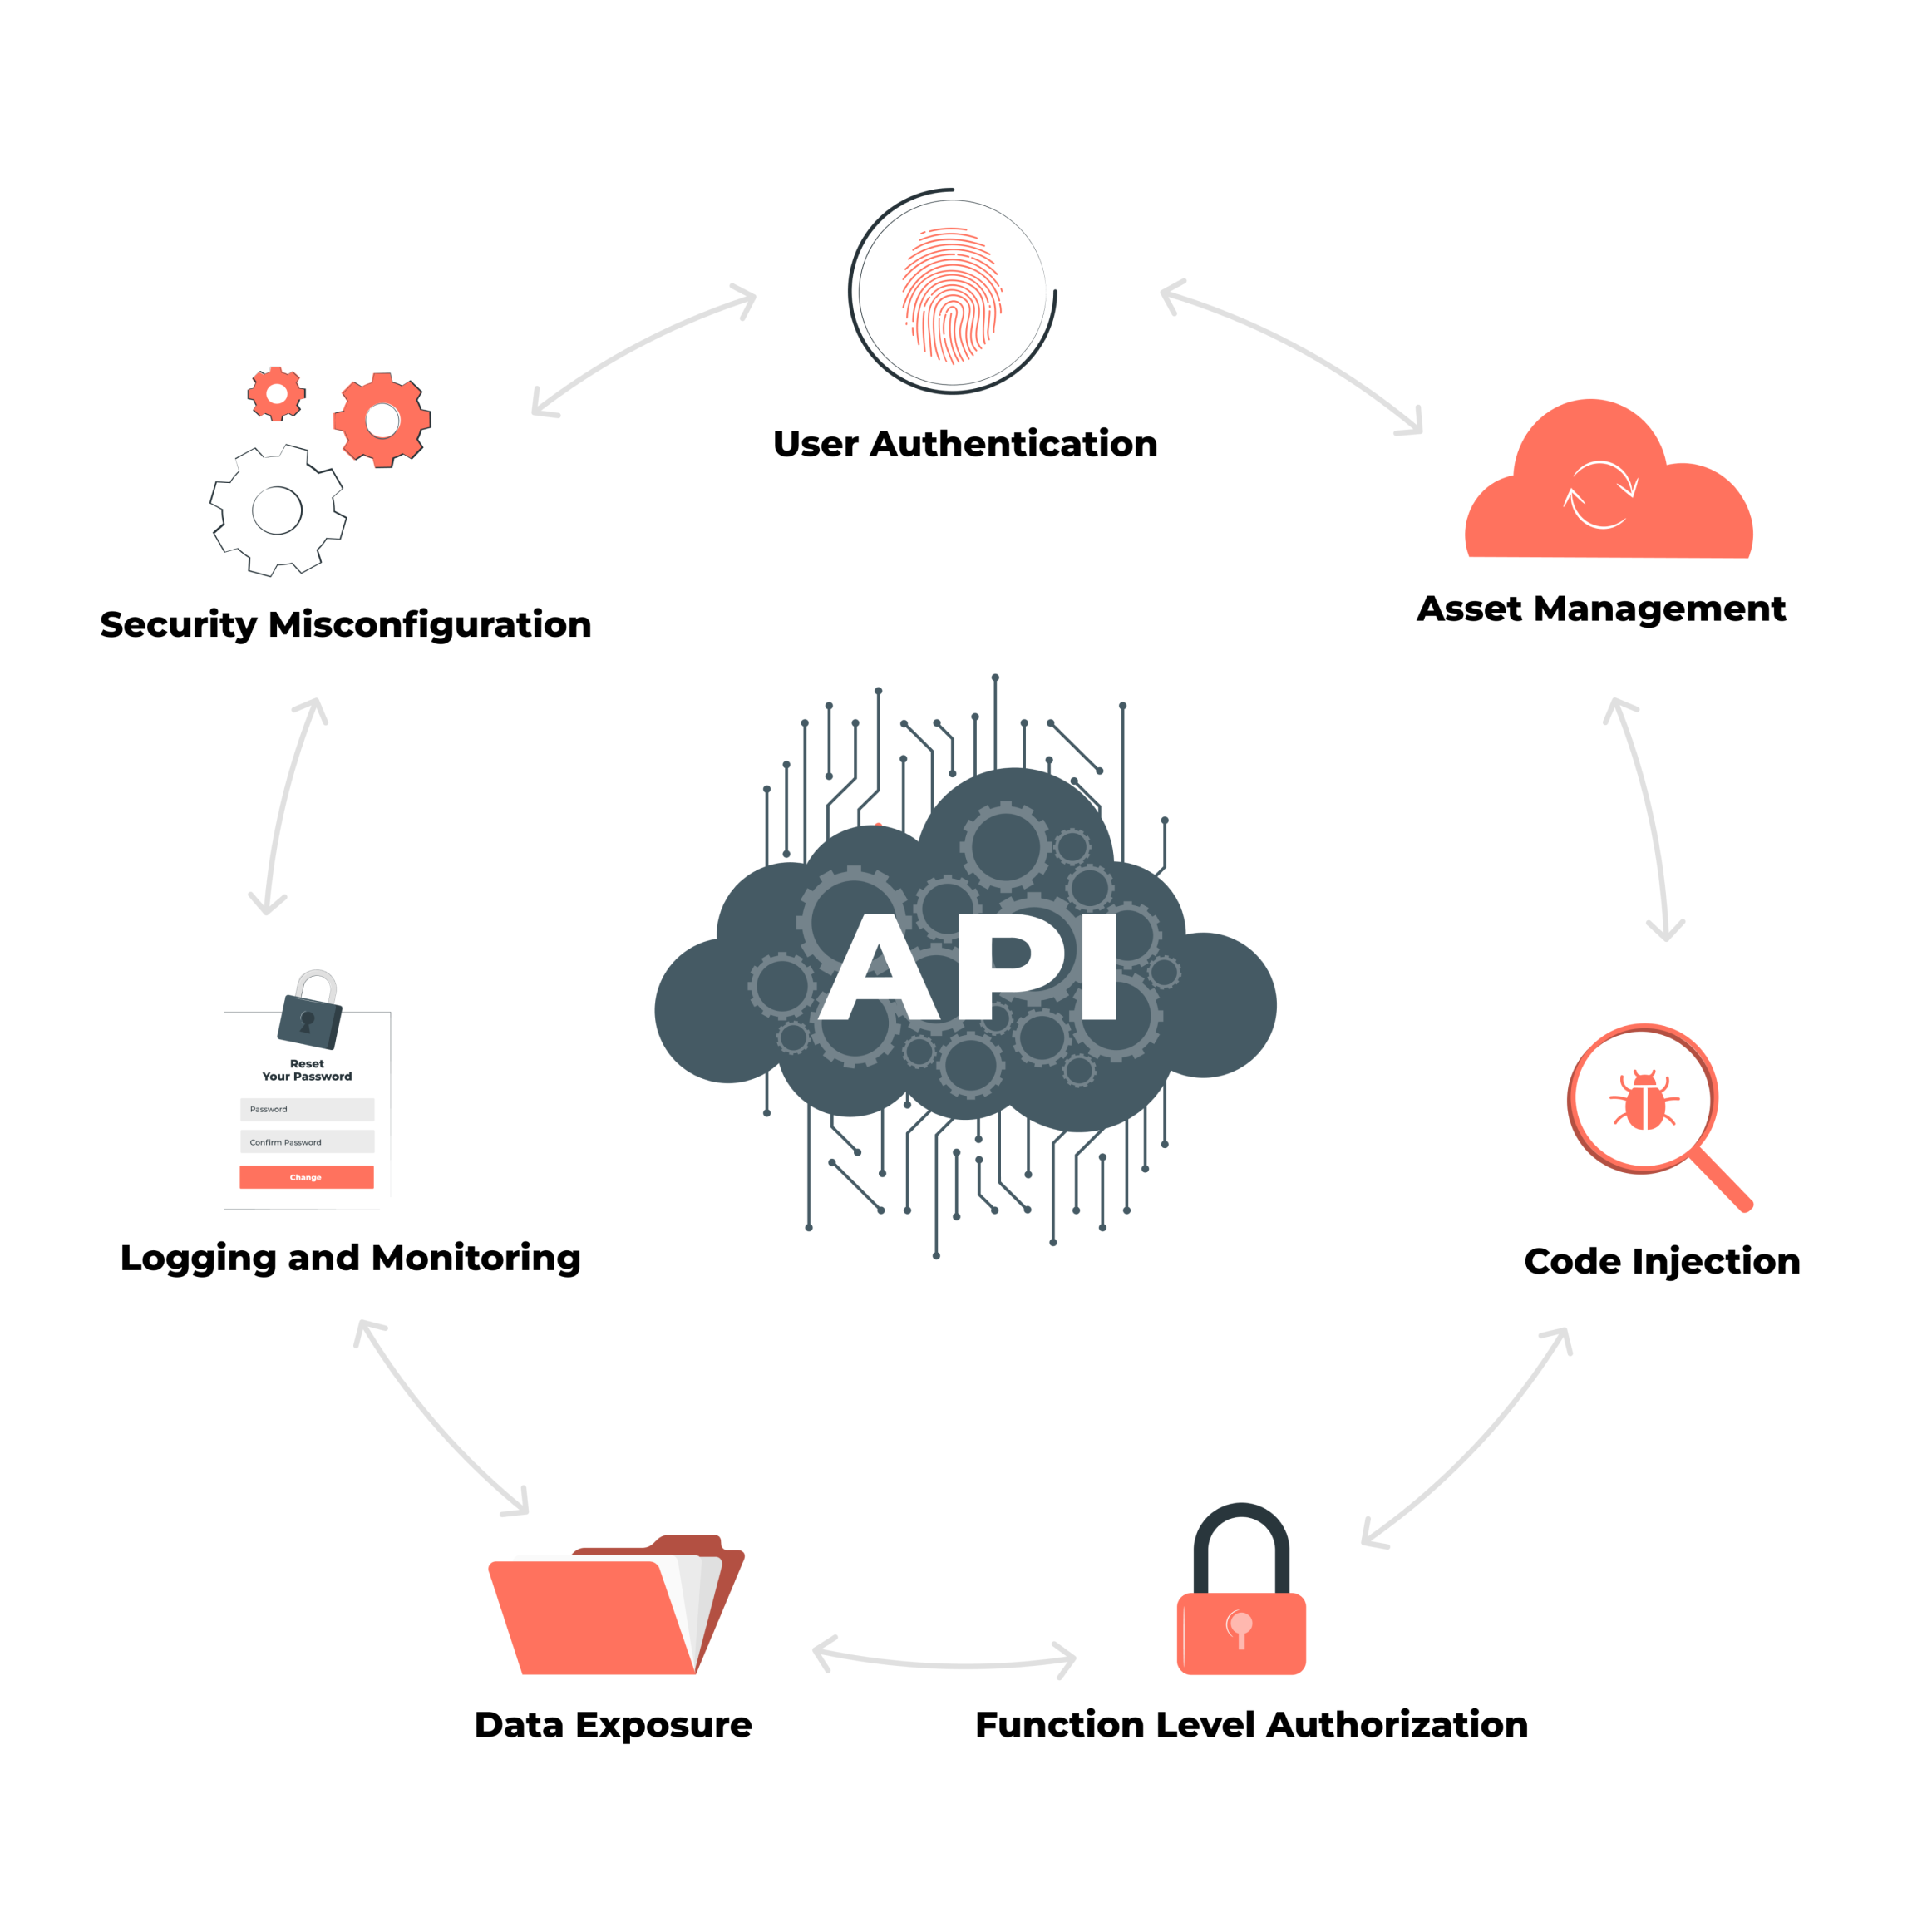 User Authentication
Security Misconfiguration
Asset Management
API
Reset
Your Password
Password
Confirm Password
Change
Logging and Monitoring
Code Injection
Data Exposure
Function Level Authorization